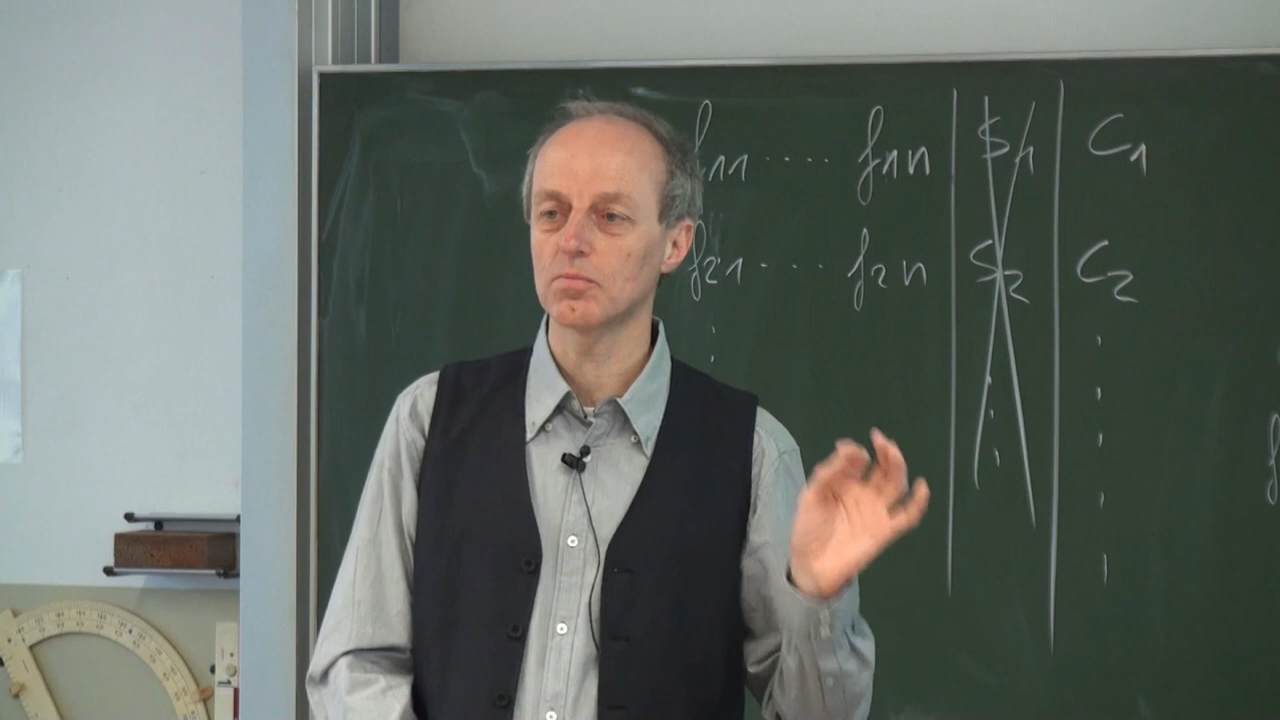 f11 .... f1n | S1 | C1
f21 .... f2n | S2 | C2